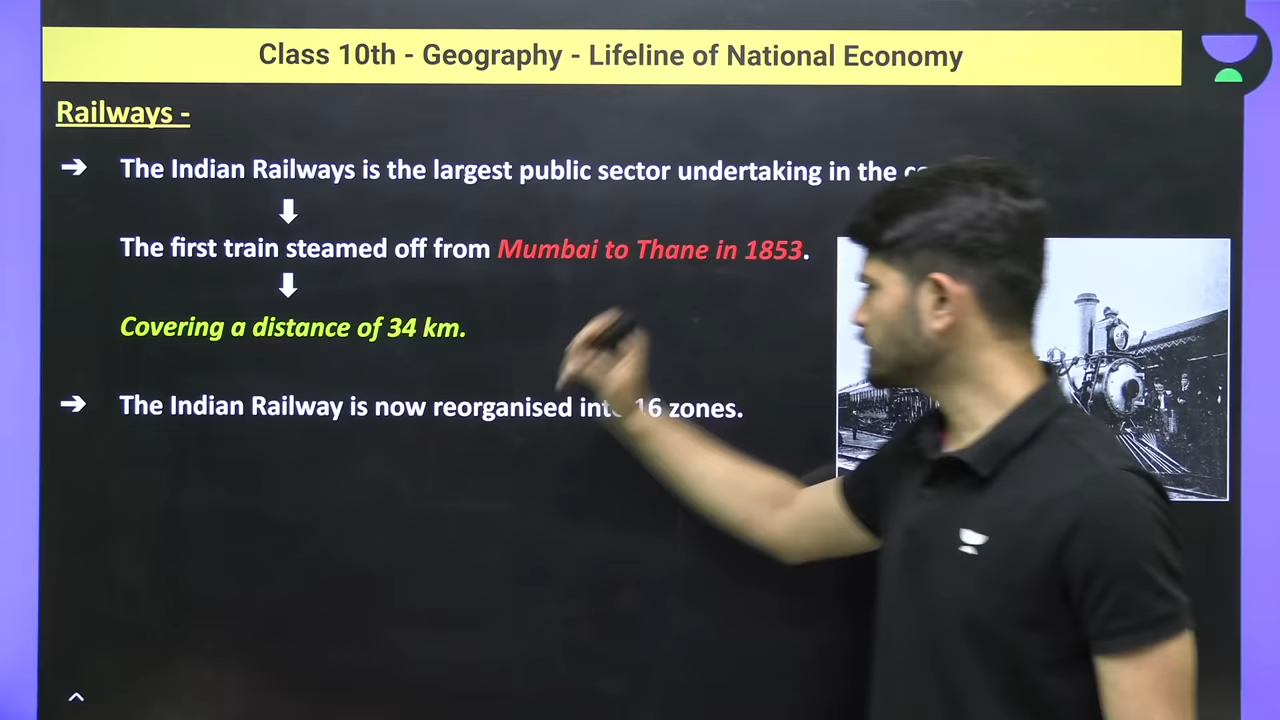 Class 10th - Geography - Lifeline of National Economy
Railways -
➔ The Indian Railways is the largest public sector undertaking in the
⬇
The first train steamed off from Mumbai to Thane in 1853.
⬇
Covering a distance of 34 km.
➔ The Indian Railway is now reorganised into 16 zones.